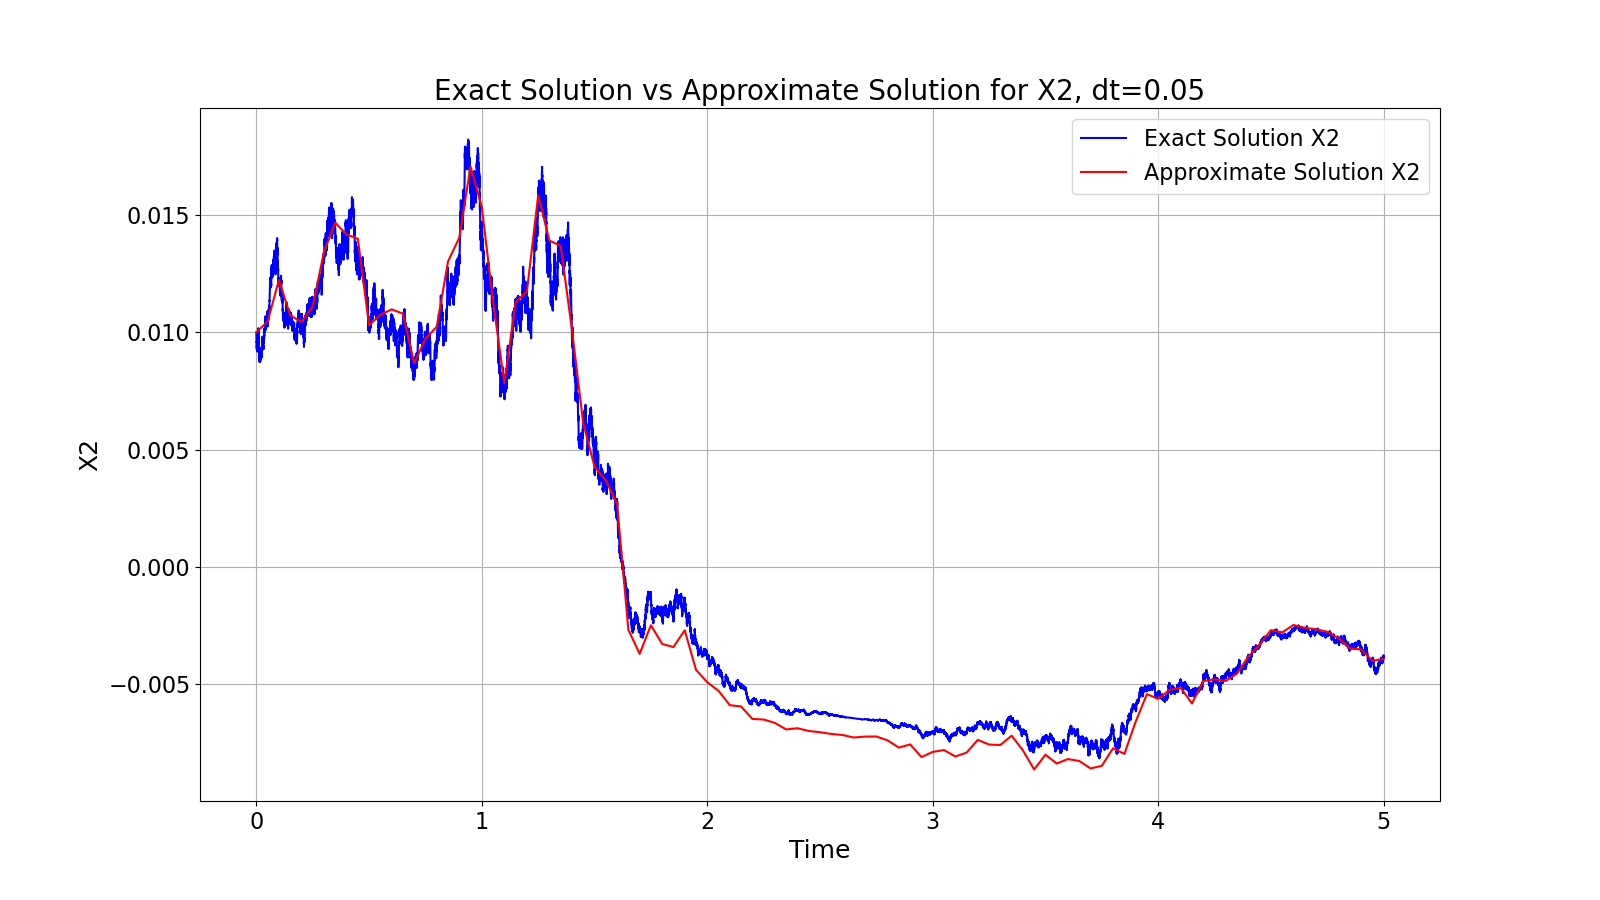 Exact Solution vs Approximate Solution for X2, dt=0.05
Exact Solution X2
Approximate Solution X2
0.015
0.010
0.005
0.000
−0.005
X2
0 1 2 3 4 5
Time